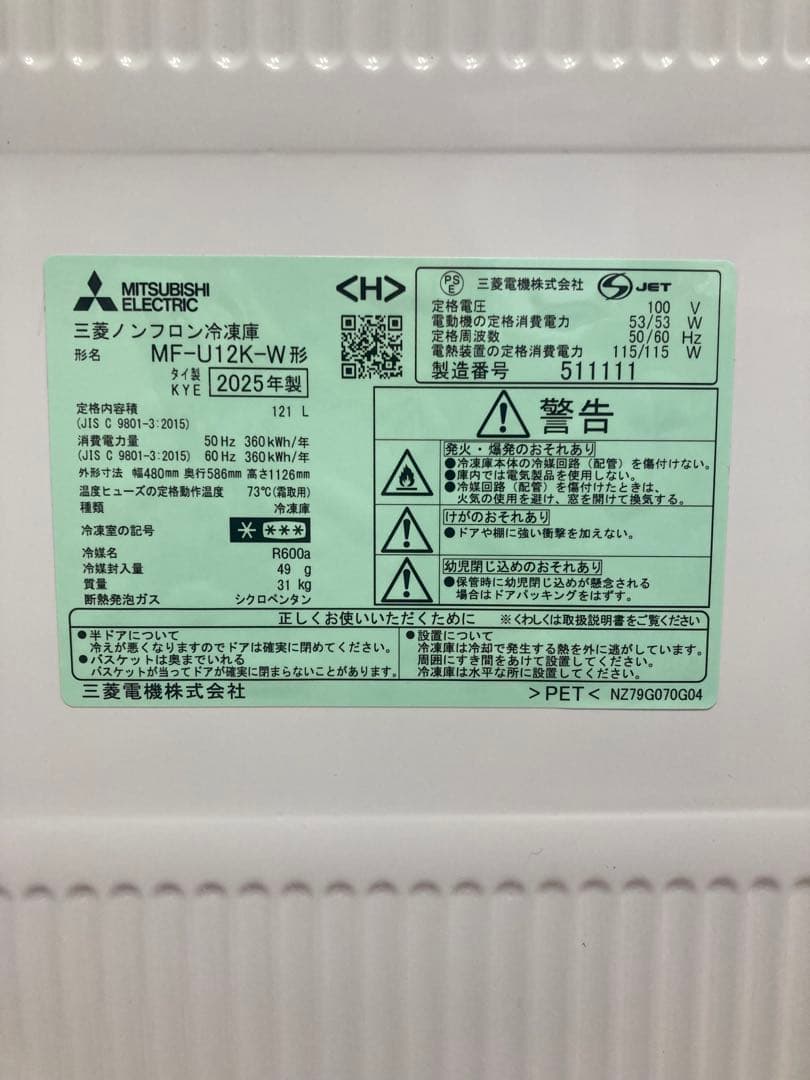 MITSUBISHI
ELECTRIC
三菱ノンフロン冷凍庫
形名 MF-U12K-W形
タイ製
KYE 2025年製
定格内容積 121 L
(JIS C 9801-3:2015)
消費電力量 50Hz 360kWh/年
(JIS C 9801-3:2015) 60Hz 360kWh/年
外形寸法 幅480mm 奥行586mm 高さ1126mm
温度ヒューズの定格動作温度 73℃(霜取用)
種類 冷凍庫
冷凍室の記号 * ***
冷媒名 R600a
冷媒封入量 49 g
質量 31 kg
断熱発泡ガス シクロペンタン
<H>
PS
E 三菱電機株式会社 S JET
定格電圧 100 V
電動機の定格消費電力 53/53 W
定格周波数 50/60 Hz
電熱装置の定格消費電力 115/115 W
製造番号 511111
警告
発火・爆発のおそれあり
●冷凍庫本体の冷媒回路(配管)を傷付けない。
●庫内では電気製品を使用しない。
●冷媒回路(配管)を傷付けたときは、
火気の使用を避け、窓を開けて換気する。
けがのおそれあり
●ドアや棚に強い衝撃を加えない。
幼児閉じ込めのおそれあり
●保管時に幼児閉じ込めが懸念される
場合はドアパッキングをはずす。
正しくお使いいただくために ※くわしくは取扱説明書をご覧ください
●半ドアについて
冷えが悪くなりますのでドアは確実に閉めてください。
●バスケットは奥までいれる
バスケットが当ってドアが確実に閉まらないことがあります。
●設置について
冷凍庫は冷却で発生する熱を外に逃がしています。
周囲にすき間をあけて設置してください。
冷凍庫は水平な所に設置してください。
三菱電機株式会社 >PET< NZ79G070G04